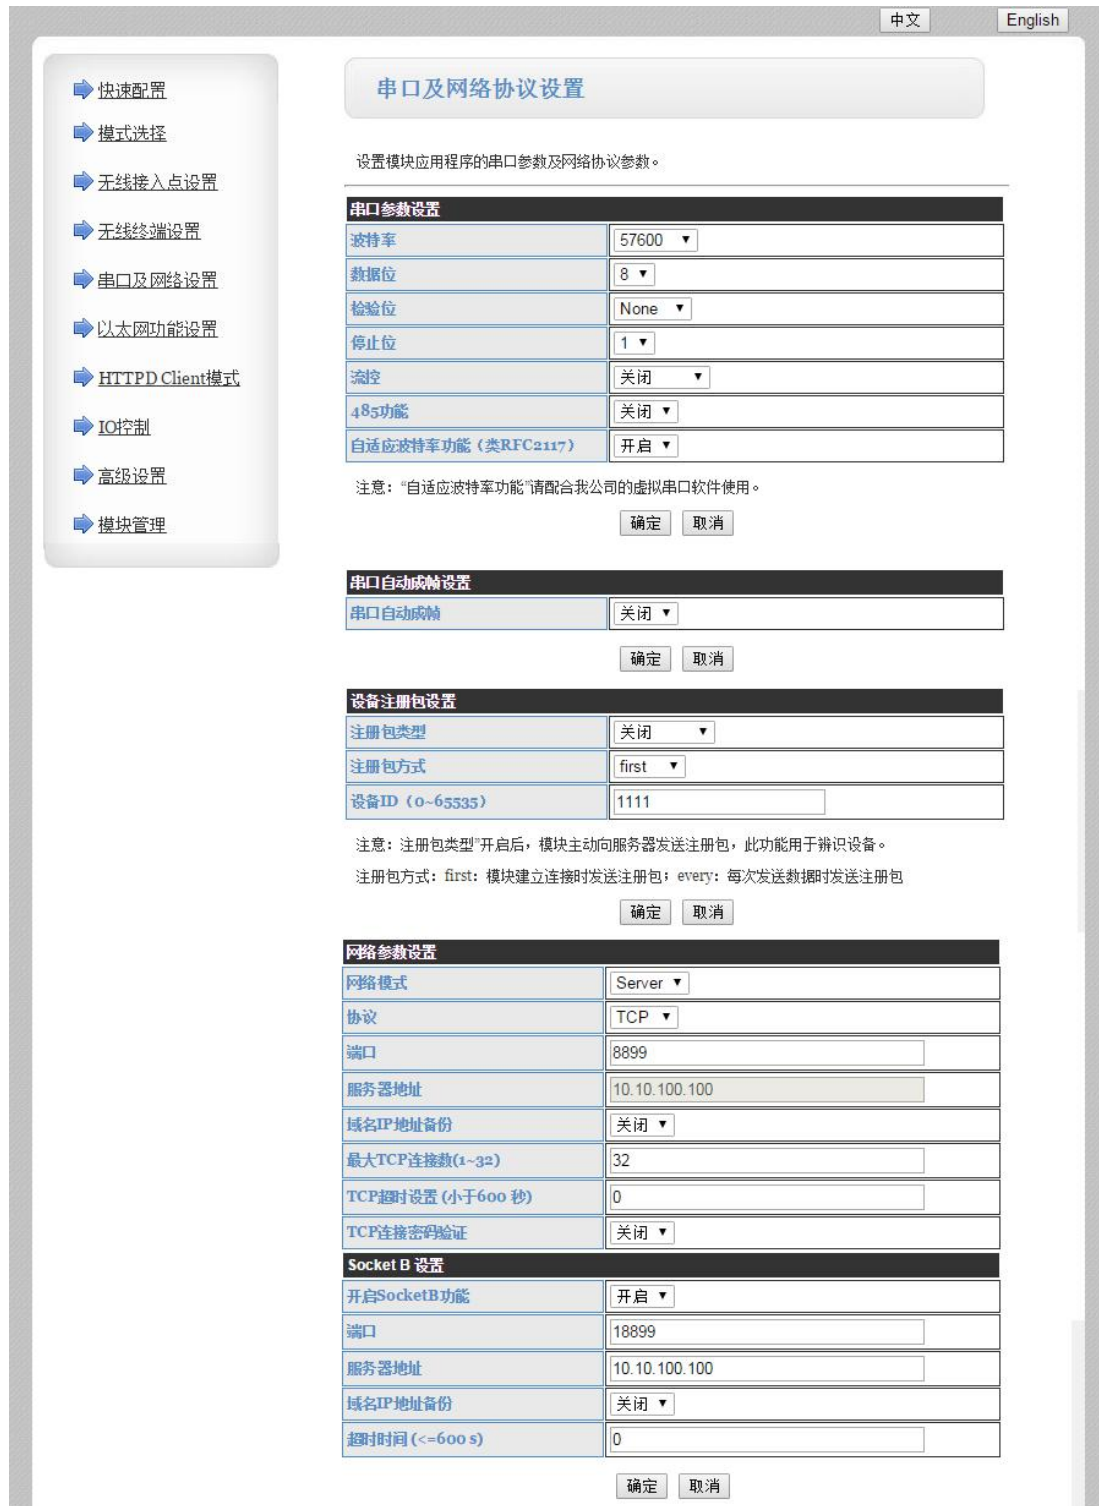 中文 English
快速配置
模式选择
无线接入点设置
无线终端设置
串口及网络设置
以太网功能设置
HTTPD Client模式
IO控制
高级设置
模块管理
串口及网络协议设置
设置模块应用程序的串口参数及网络协议参数。
串口参数设置
波特率 57600
数据位 8
检验位 None
停止位 1
流控 关闭
485功能 关闭
自适应波特率功能（类RFC2117） 开启
注意：“自适应波特率功能”请配合我公司的虚拟串口软件使用。
确定 取消
串口自动成帧设置
串口自动成帧 关闭
确定 取消
设备注册包设置
注册包类型 关闭
注册包方式 first
设备ID（0~65535） 1111
注意：注册包类型”开启后，模块主动向服务器发送注册包，此功能用于辨识设备。
注册包方式：first：模块建立连接时发送注册包；every：每次发送数据时发送注册包
确定 取消
网络参数设置
网络模式 Server
协议 TCP
端口 8899
服务器地址 10.10.100.100
域名IP地址备份 关闭
最大TCP连接数(1~32) 32
TCP超时设置 (小于600 秒) 0
TCP连接密码验证 关闭
Socket B 设置
开启SocketB功能 开启
端口 18899
服务器地址 10.10.100.100
域名IP地址备份 关闭
超时时间 (<=600 s) 0
确定 取消